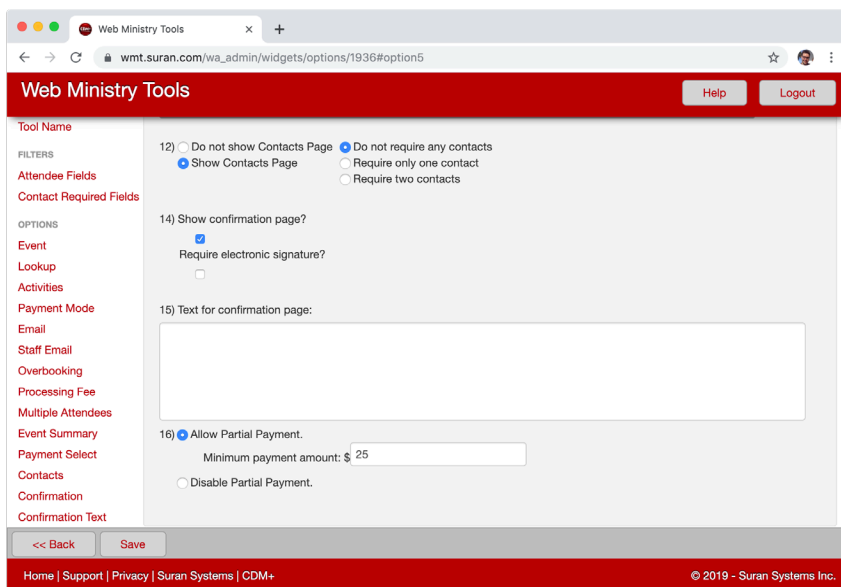 Web Ministry Tools
wmt.suran.com/wa_admin/widgets/options/1936#option5
Web Ministry Tools
Help
Logout
Tool Name
FILTERS
Attendee Fields
Contact Required Fields
OPTIONS
Event
Lookup
Activities
Payment Mode
Email
Staff Email
Overbooking
Processing Fee
Multiple Attendees
Event Summary
Payment Select
Contacts
Confirmation
Confirmation Text
12) Do not show Contacts Page Do not require any contacts
Show Contacts Page Require only one contact
Require two contacts
14) Show confirmation page?
Require electronic signature?
15) Text for confirmation page:
16) Allow Partial Payment.
Minimum payment amount: $ 25
Disable Partial Payment.
<< Back
Save
Home | Support | Privacy | Suran Systems | CDM+
© 2019 - Suran Systems Inc.